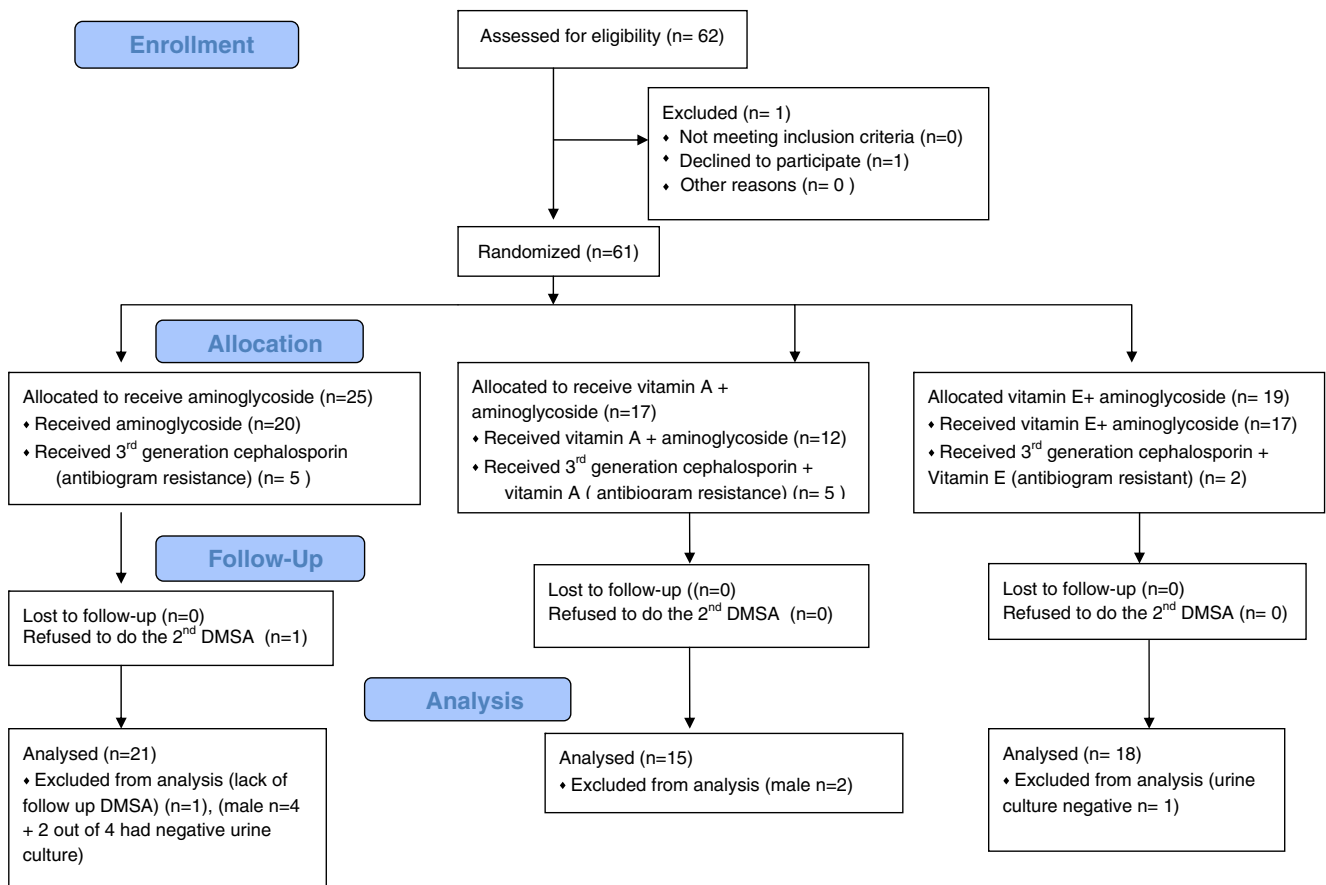 Enrollment
Assessed for eligibility (n= 62)
Excluded (n= 1)
⬧ Not meeting inclusion criteria (n=0)
⬧ Declined to participate (n=1)
⬧ Other reasons (n= 0 )
Randomized (n=61)
Allocation
Allocated to receive aminoglycoside (n=25)
⬧ Received aminoglycoside (n=20)
⬧ Received 3rd generation cephalosporin
(antibiogram resistance) (n= 5 )
Allocated to receive vitamin A +
aminoglycoside (n=17)
⬧ Received vitamin A + aminoglycoside (n=12)
⬧ Received 3rd generation cephalosporin +
vitamin A ( antibiogram resistance) (n= 5 )
Allocated vitamin E+ aminoglycoside (n= 19)
⬧ Received vitamin E+ aminoglycoside (n=17)
⬧ Received 3rd generation cephalosporin +
Vitamin E (antibiogram resistant) (n= 2)
Follow-Up
Lost to follow-up (n=0)
Refused to do the 2nd DMSA (n=1)
Lost to follow-up ((n=0)
Refused to do the 2nd DMSA (n=0)
Lost to follow-up (n=0)
Refused to do the 2nd DMSA (n= 0)
Analysis
Analysed (n=21)
⬧ Excluded from analysis (lack of
follow up DMSA) (n=1), (male n=4
+ 2 out of 4 had negative urine
culture)
Analysed (n=15)
⬧ Excluded from analysis (male n=2)
Analysed (n= 18)
⬧ Excluded from analysis (urine
culture negative n= 1)